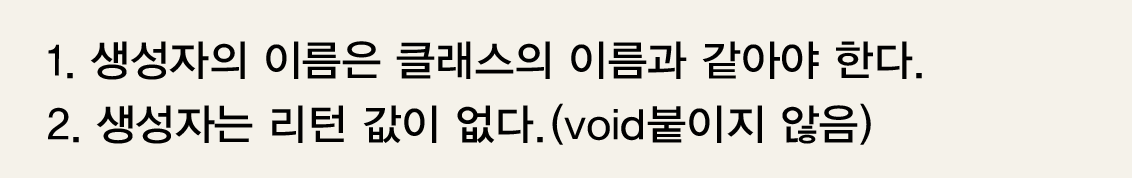 1. 생성자의 이름은 클래스의 이름과 같아야 한다.
2. 생성자는 리턴 값이 없다.(void붙이지 않음)